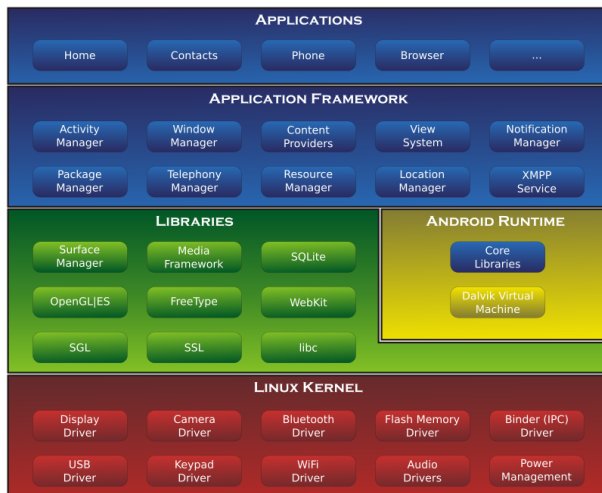 APPLICATIONS
Home Contacts Phone Browser ...
APPLICATION FRAMEWORK
Activity Manager Window Manager Content Providers View System Notification Manager
Package Manager Telephony Manager Resource Manager Location Manager XMPP Service
LIBRARIES
Surface Manager Media Framework SQLite
OpenGL|ES FreeType WebKit
SGL SSL libc
ANDROID RUNTIME
Core Libraries
Dalvik Virtual Machine
LINUX KERNEL
Display Driver Camera Driver Bluetooth Driver Flash Memory Driver Binder (IPC) Driver
USB Driver Keypad Driver WiFi Driver Audio Drivers Power Management